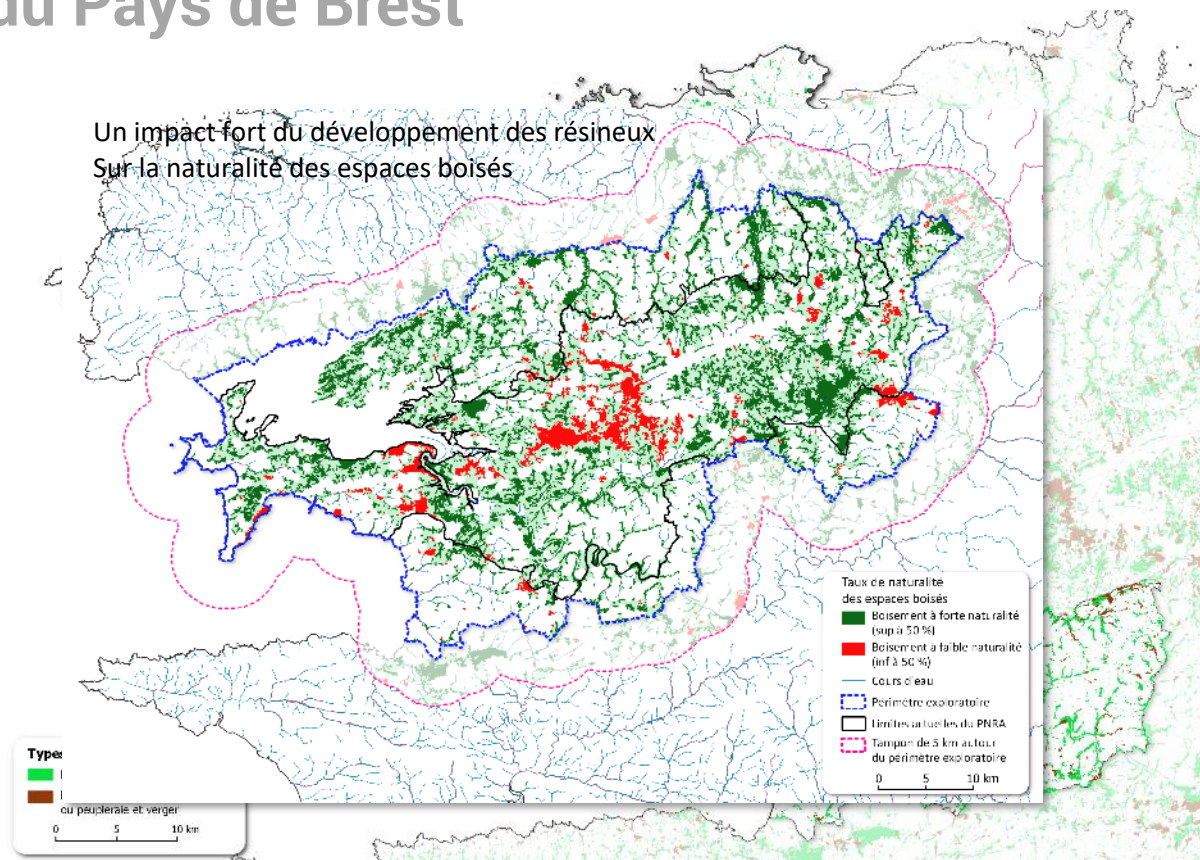 du Pays de Brest
Un impact fort du développement des résineux
Sur la naturalité des espaces boisés
Taux de naturalité
des espaces boisés
Boisement à forte naturalité
(sup à 50 %)
Boisement à faible naturalité
(inf à 50 %)
Cours d'eau
Périmètre exploratoire
Limites actuelles du PNRA
Tampon de 5 km autour
du périmètre exploratoire
0 5 10 km
Types
ou peupleraie et verger
0 5 10 km